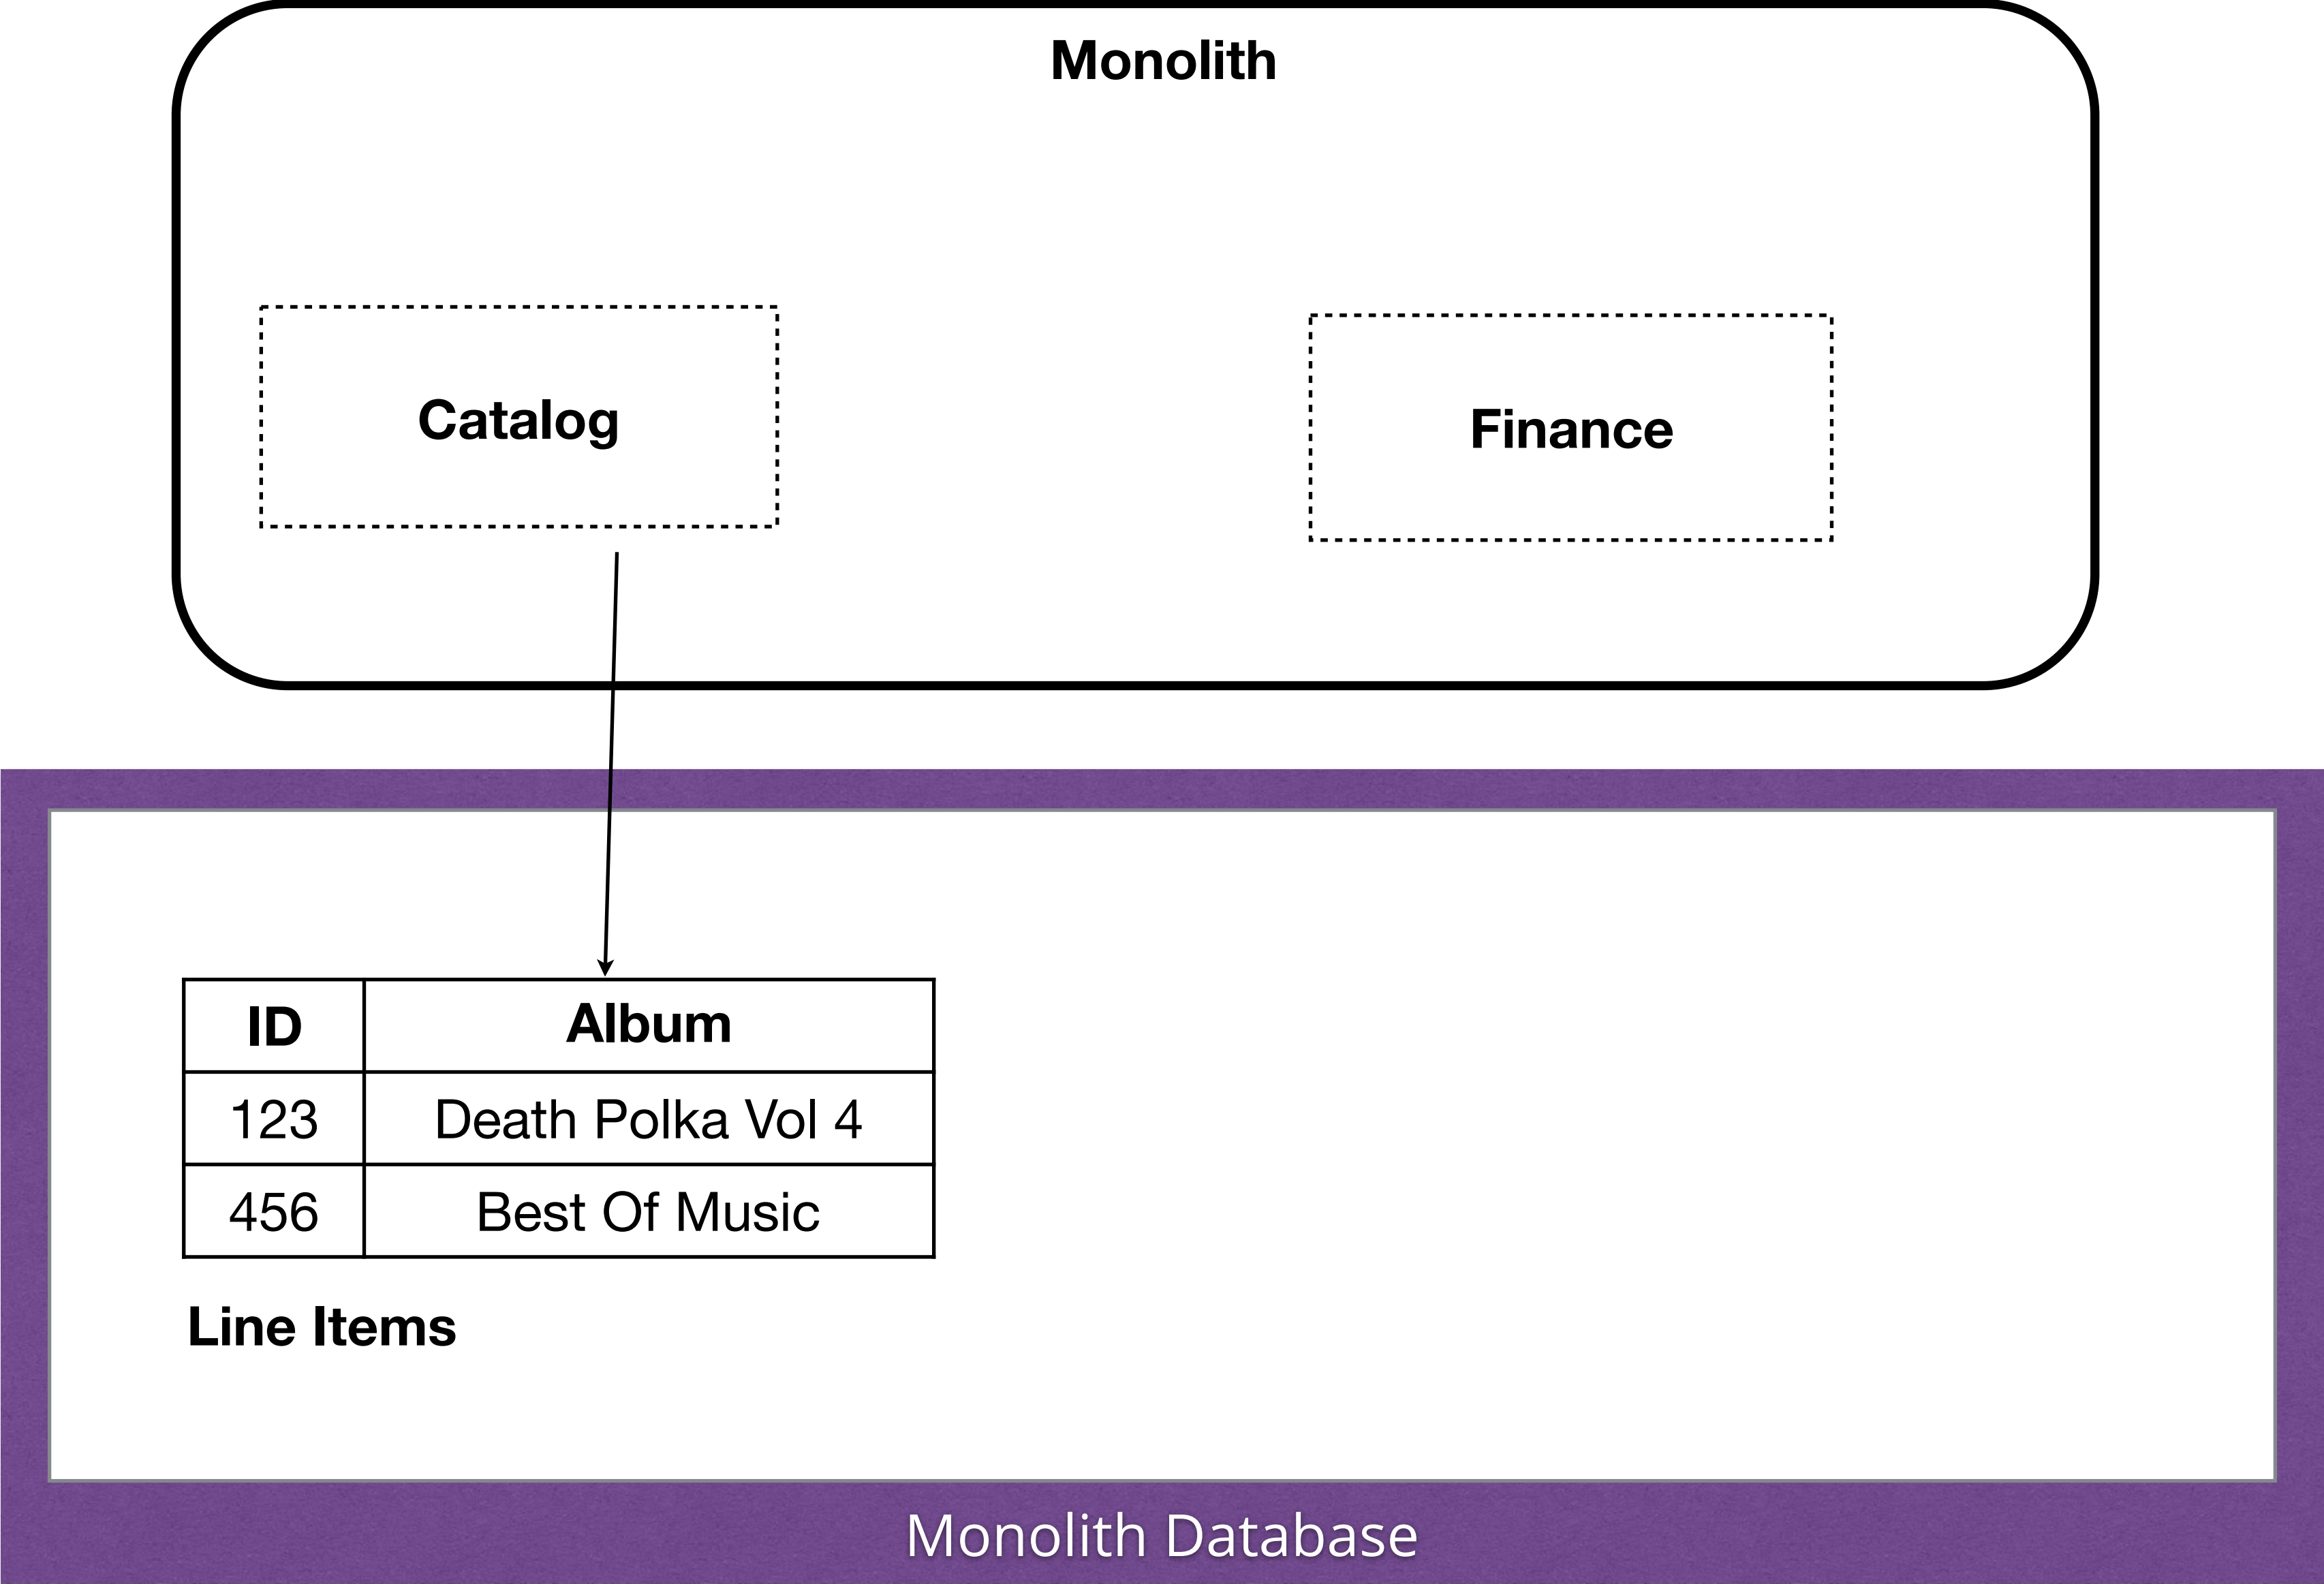 Monolith
Catalog
Finance
ID Album
123 Death Polka Vol 4
456 Best Of Music
Line Items
Monolith Database